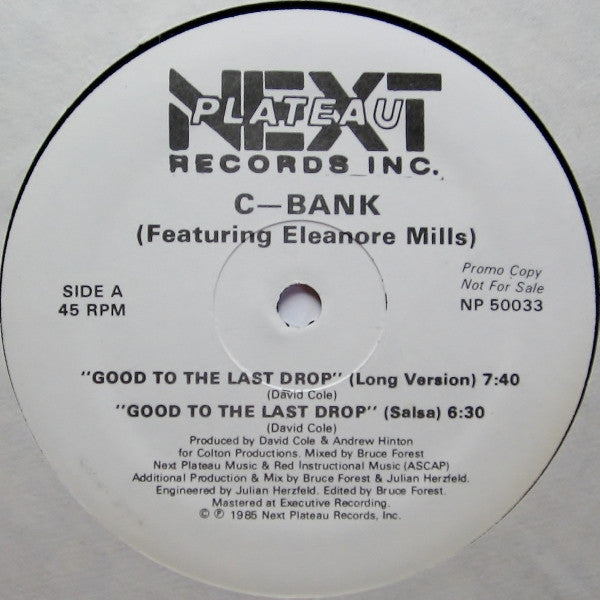 NEXT
PLATEAU
RECORDS INC.
C—BANK
(Featuring Eleanore Mills)
SIDE A
45 RPM
Promo Copy
Not For Sale
NP 50033
"GOOD TO THE LAST DROP" (Long Version) 7:40
(David Cole)
"GOOD TO THE LAST DROP" (Salsa) 6:30
(David Cole)
Produced by David Cole & Andrew Hinton
for Colton Productions. Mixed by Bruce Forest
Next Plateau Music & Red Instructional Music (ASCAP)
Additional Production & Mix by Bruce Forest & Julian Herzfeld.
Engineered by Julian Herzfeld. Edited by Bruce Forest.
Mastered at Executive Recording.
© ℗ 1985 Next Plateau Records, Inc.